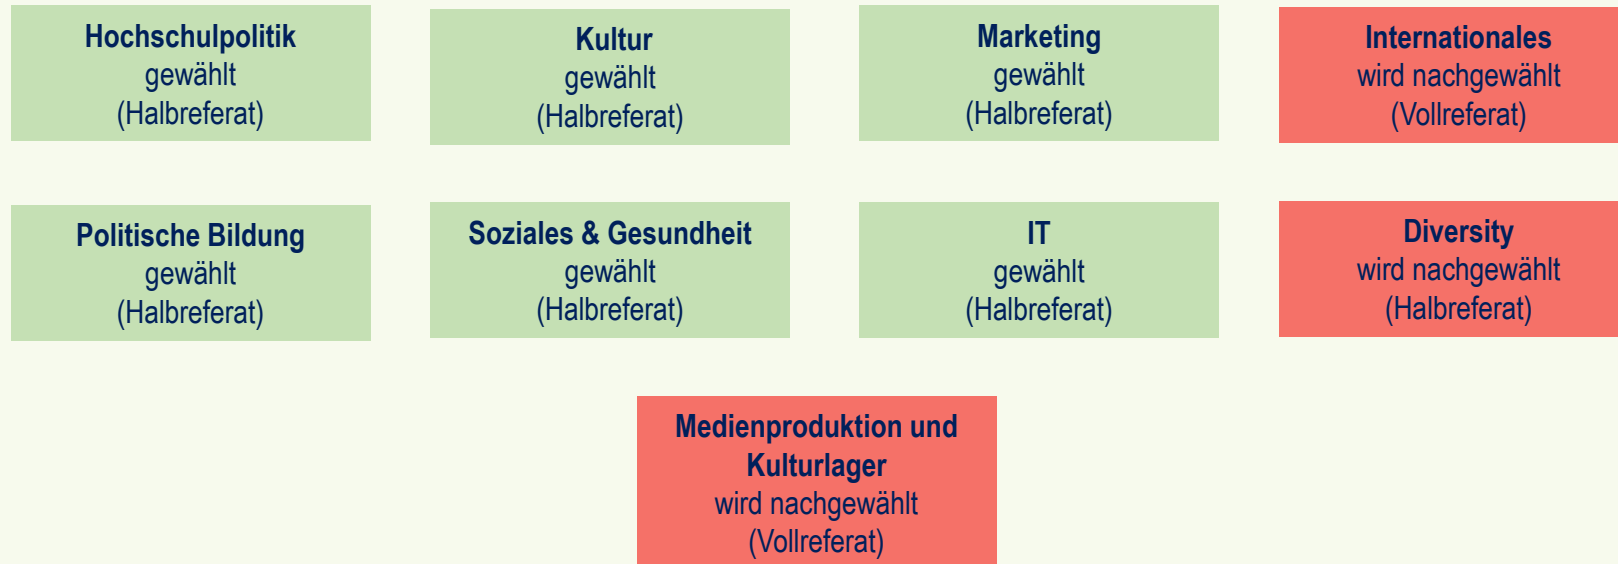 Hochschulpolitik
gewählt
(Halbreferat)
Kultur
gewählt
(Halbreferat)
Marketing
gewählt
(Halbreferat)
Internationales
wird nachgewählt
(Vollreferat)
Politische Bildung
gewählt
(Halbreferat)
Soziales & Gesundheit
gewählt
(Halbreferat)
IT
gewählt
(Halbreferat)
Diversity
wird nachgewählt
(Halbreferat)
Medienproduktion und
Kulturlager
wird nachgewählt
(Vollreferat)